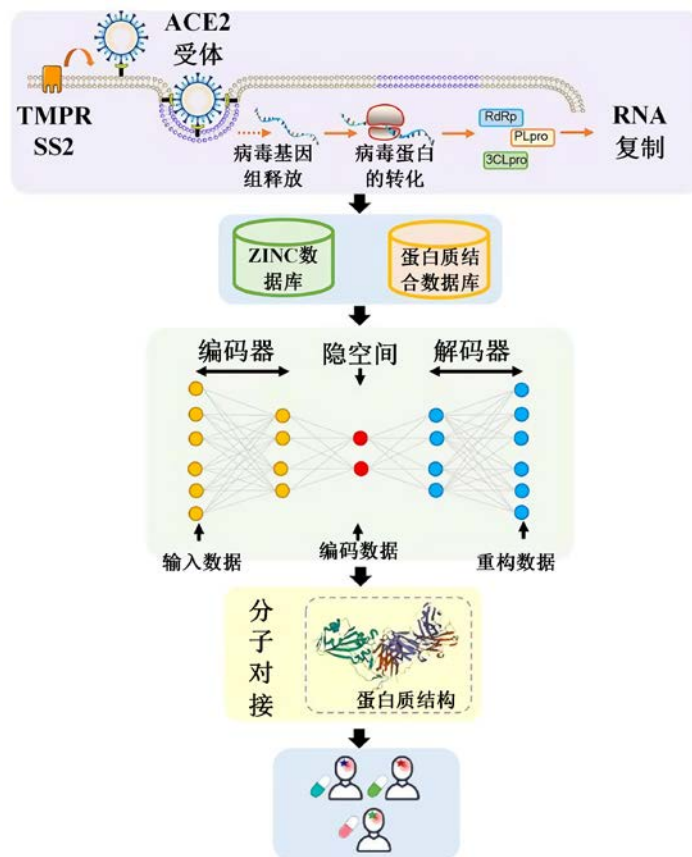 ACE2
受体
TMPR
SS2
病毒基因
组释放
病毒蛋白
的转化
RdRp
PLpro
3CLpro
RNA
复制
ZINC数
据库
蛋白质结
合数据库
编码器
隐空间
解码器
输入数据
编码数据
重构数据
分
子
对
接
蛋白质结构